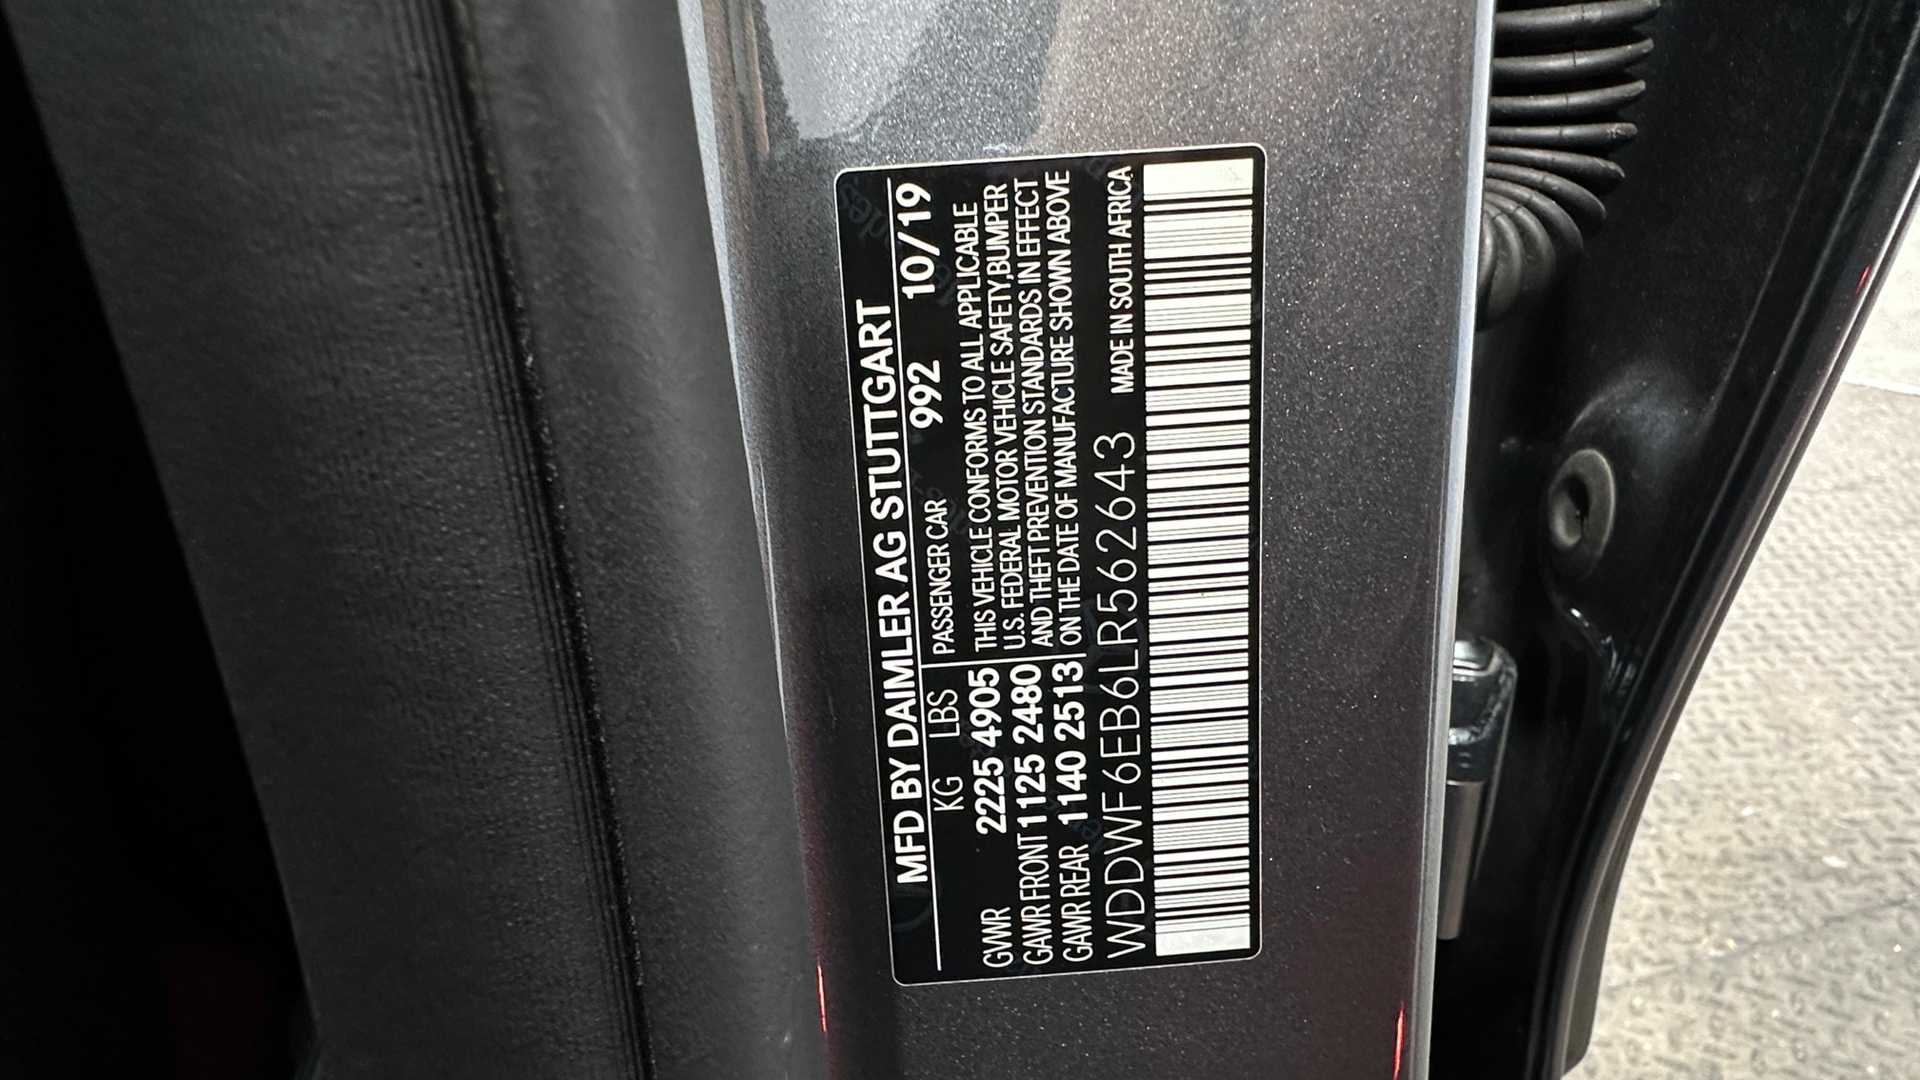 MFD BY DAIMLER AG STUTTGART
KG LBS PASSENGER CAR 992 10/19
GVWR 2225 4905 THIS VEHICLE CONFORMS TO ALL APPLICABLE
GAWR FRONT 1125 2480 U.S. FEDERAL MOTOR VEHICLE SAFETY,BUMPER
GAWR REAR 1140 2513 AND THEFT PREVENTION STANDARDS IN EFFECT
ON THE DATE OF MANUFACTURE SHOWN ABOVE
WDDWF6EB6LR562643 MADE IN SOUTH AFRICA